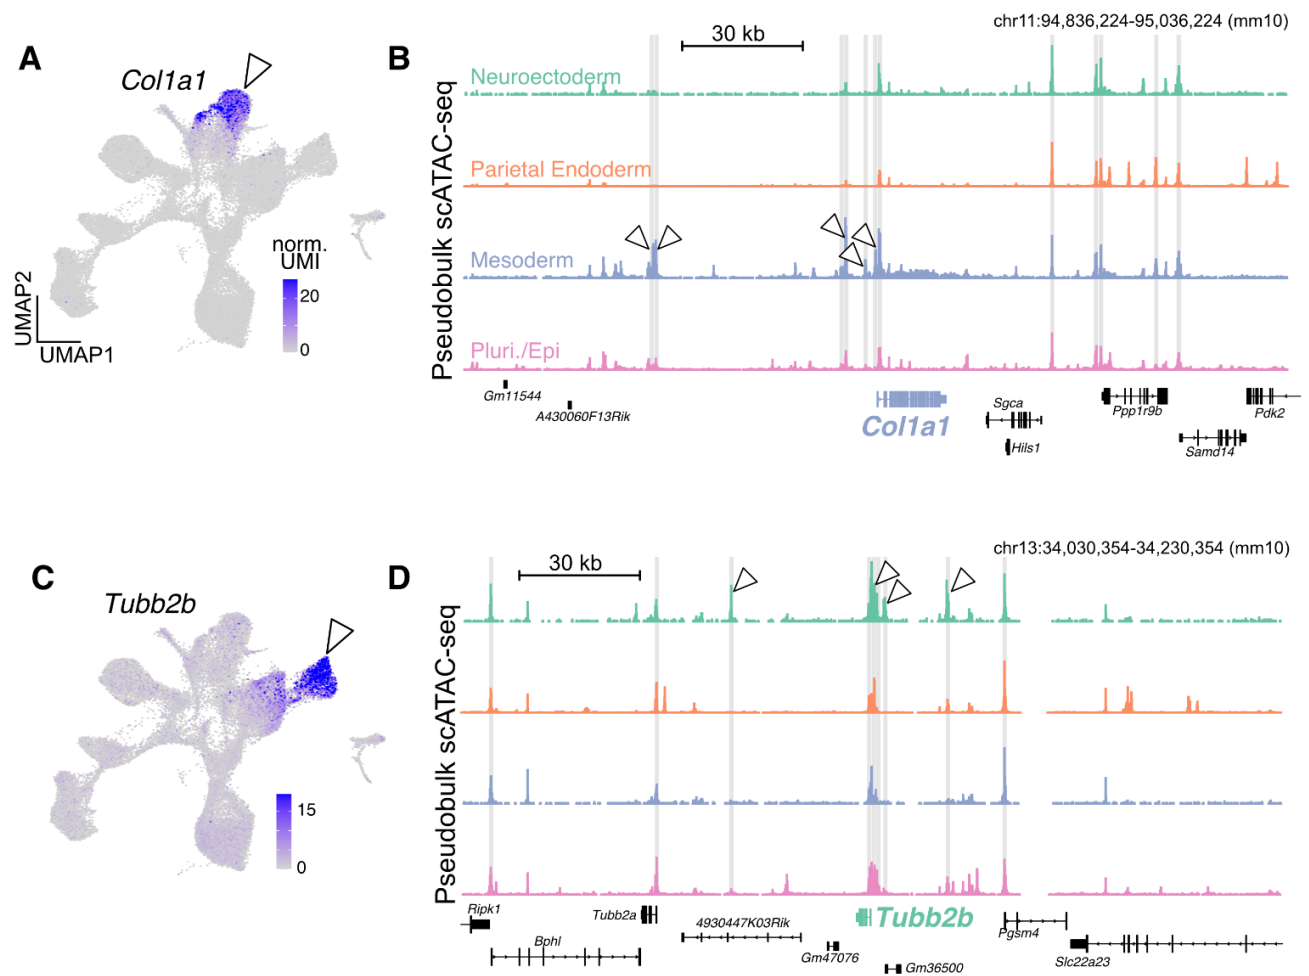 A
Col1a1
norm.
UMI
20
0
UMAP2
UMAP1
B
30 kb
chr11:94,836,224-95,036,224 (mm10)
Pseudobulk scATAC-seq
Neuroectoderm
Parietal Endoderm
Mesoderm
Pluri./Epi
Gm11544
A430060F13Rik
Col1a1
Sgca
Hils1
Ppp1r9b
Samd14
Pdk2
C
Tubb2b
15
0
D
30 kb
chr13:34,030,354-34,230,354 (mm10)
Pseudobulk scATAC-seq
Ripk1
Bphl
Tubb2a
4930447K03Rik
Gm47076
Tubb2b
Gm36500
Pgsm4
Slc22a23